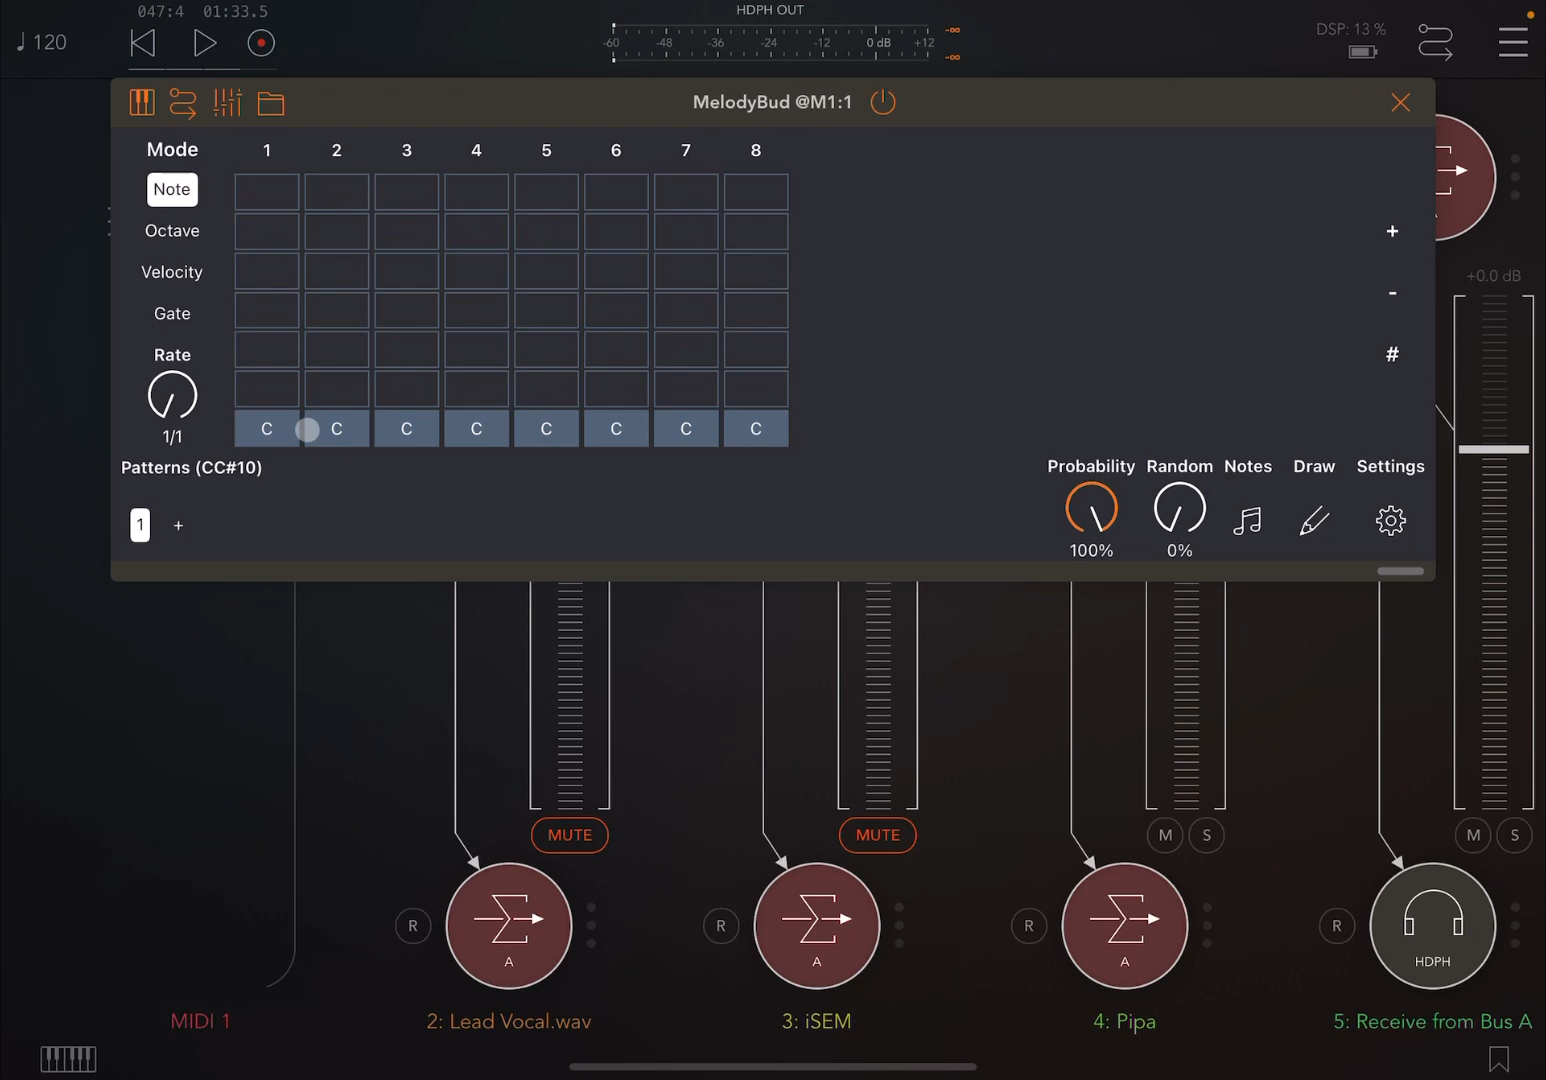 047:4 01:33.5
120
HDPH OUT
-60 -48 -36 -24 -12 0 dB +12
-∞
-∞
DSP: 13 %
MelodyBud @M1:1
Mode 1 2 3 4 5 6 7 8
Note
Octave
Velocity
Gate
Rate
1/1
C C C C C C C C
+
-
#
+0.0 dB
Patterns (CC#10)
1 +
Probability Random Notes Draw Settings
100% 0%
MUTE MUTE M S M S
R R R R
A A A HDPH
MIDI 1 2: Lead Vocal.wav 3: iSEM 4: Pipa 5: Receive from Bus A